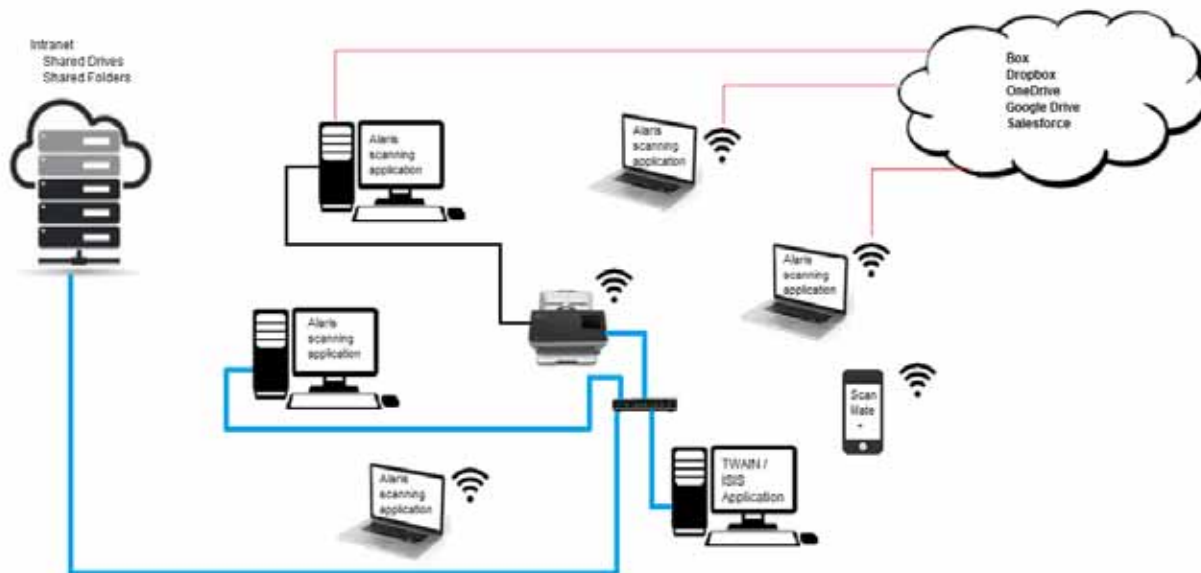 Intranet
Shared Drives
Shared Folders
Box
Dropbox
OneDrive
Google Drive
Salesforce
Alaris
scanning
application
Alaris
scanning
application
Alaris
scanning
application
Alaris
scanning
application
Scan
Mate
+
Alaris
scanning
application
TWAIN /
ISIS
Application